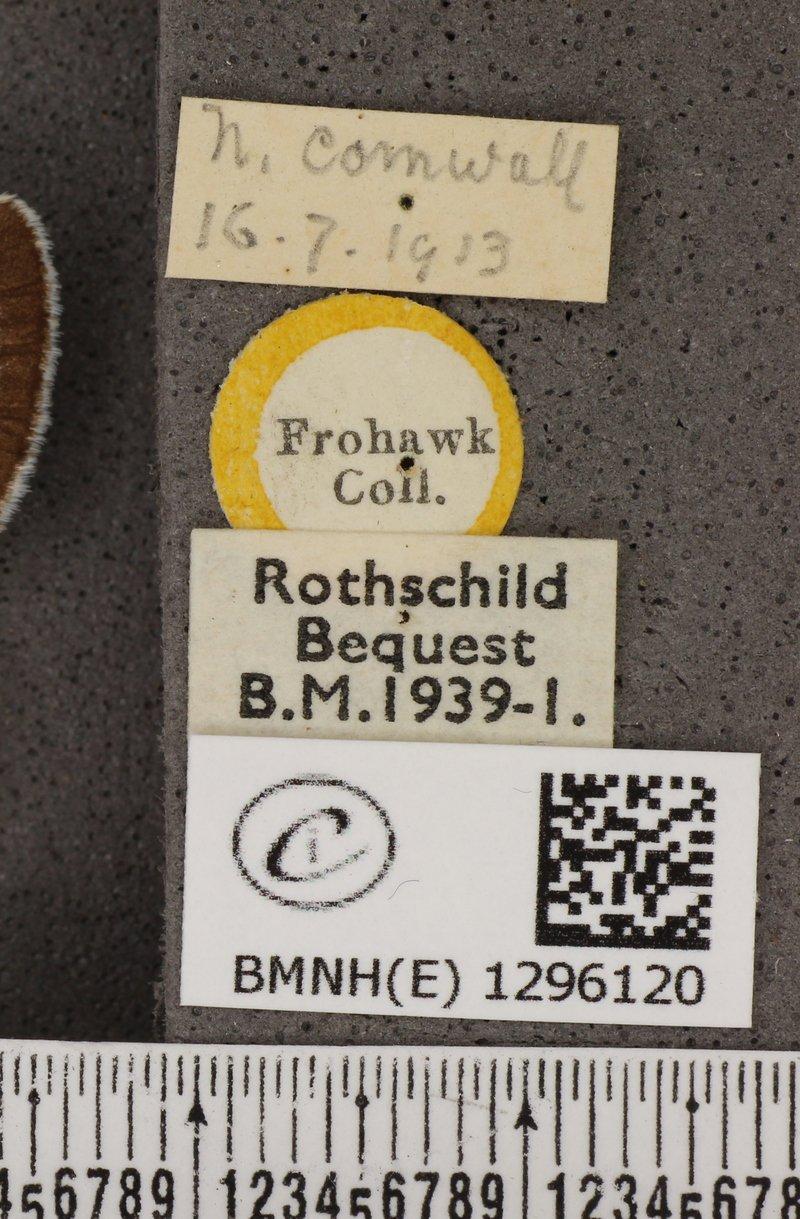 N. Cornwall
16.7.1913
Frohawk
Coll.
Rothschild
Bequest
B.M.1939-1.
C i
BMNH(E) 1296120
456789 123456789 12345678